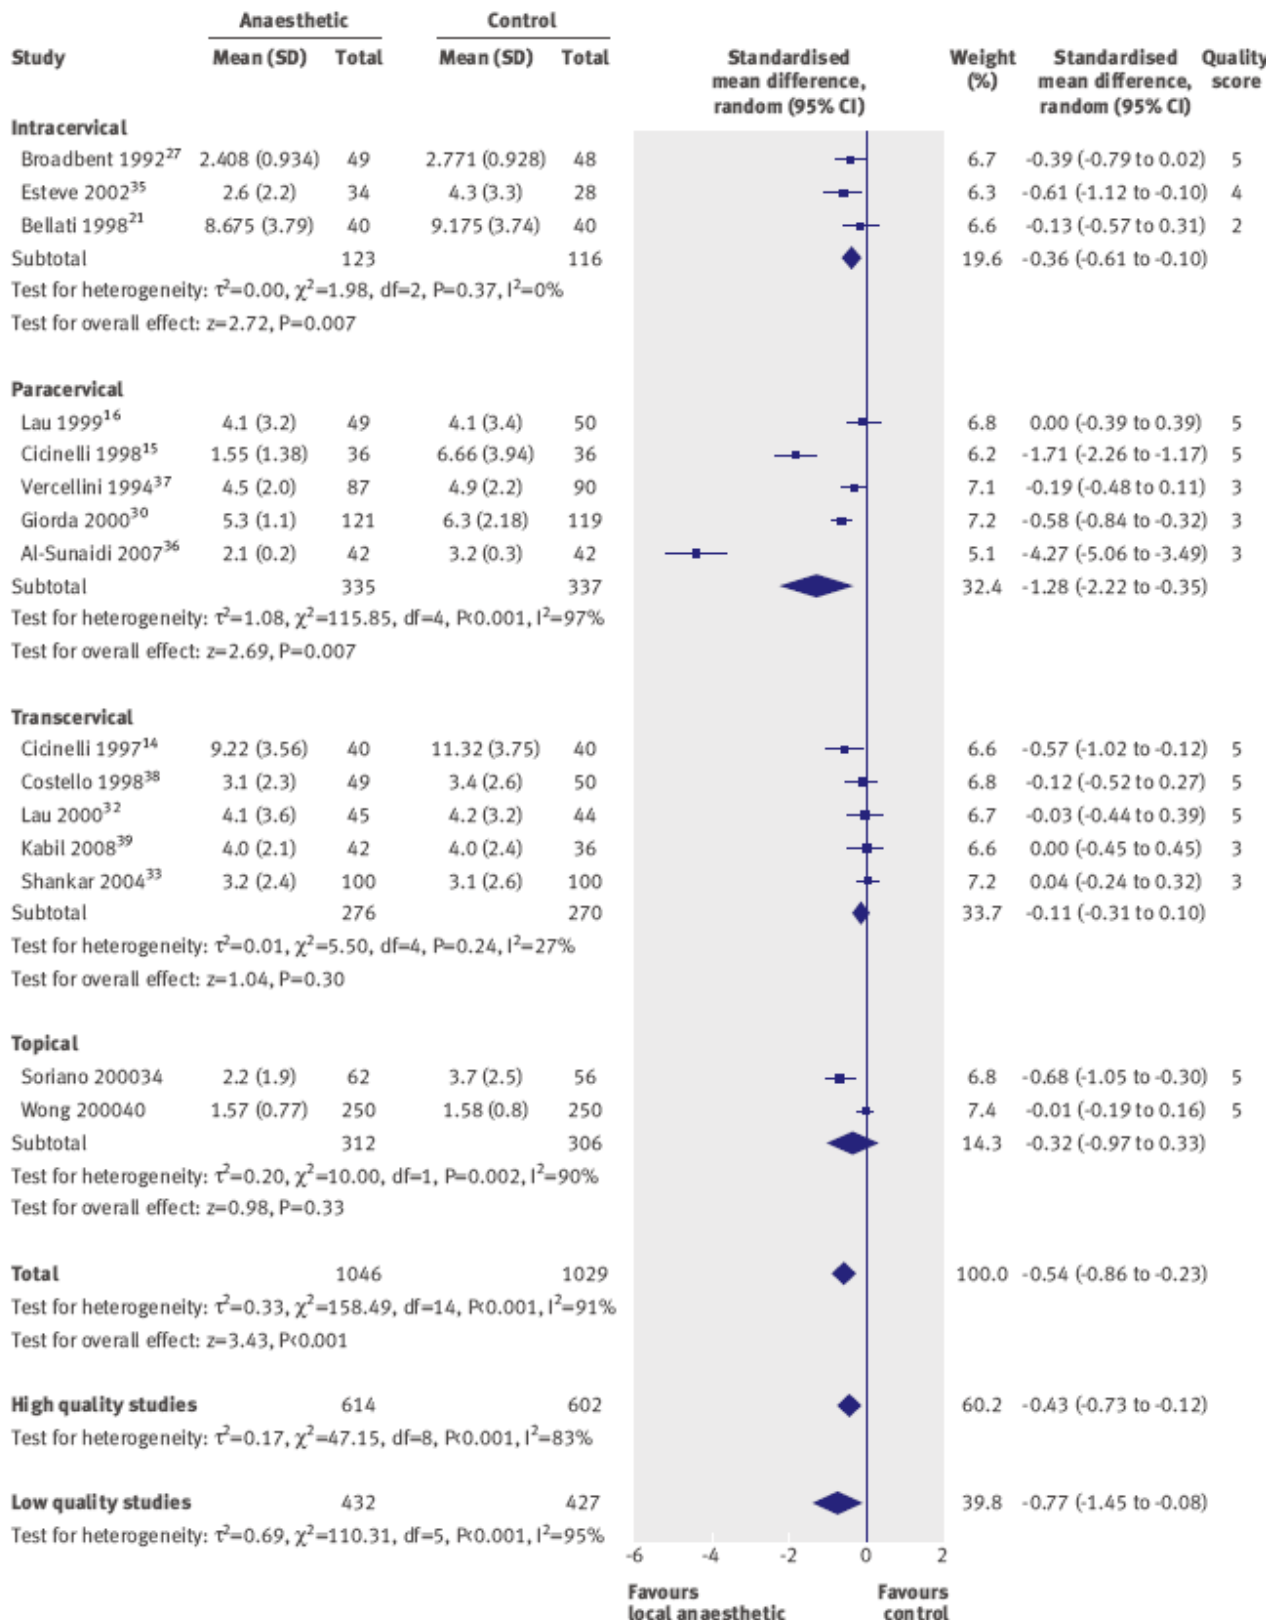 Anaesthetic Control
Study Mean (SD) Total Mean (SD) Total Standardised mean difference, random (95% CI) Weight (%) Standardised mean difference, random (95% CI) Quality score
Intracervical
Broadbent 1992²⁷ 2.408 (0.934) 49 2.771 (0.928) 48 6.7 -0.39 (-0.79 to 0.02) 5
Esteve 2002³⁵ 2.6 (2.2) 34 4.3 (3.3) 28 6.3 -0.61 (-1.12 to -0.10) 4
Bellati 1998²¹ 8.675 (3.79) 40 9.175 (3.74) 40 6.6 -0.13 (-0.57 to 0.31) 2
Subtotal 123 116 19.6 -0.36 (-0.61 to -0.10)
Test for heterogeneity: τ²=0.00, χ²=1.98, df=2, P=0.37, I²=0%
Test for overall effect: z=2.72, P=0.007
Paracervical
Lau 1999¹⁶ 4.1 (3.2) 49 4.1 (3.4) 50 6.8 0.00 (-0.39 to 0.39) 5
Cicinelli 1998¹⁵ 1.55 (1.38) 36 6.66 (3.94) 36 6.2 -1.71 (-2.26 to -1.17) 5
Vercellini 1994³⁷ 4.5 (2.0) 87 4.9 (2.2) 90 7.1 -0.19 (-0.48 to 0.11) 3
Giorda 2000³⁰ 5.3 (1.1) 121 6.3 (2.18) 119 7.2 -0.58 (-0.84 to -0.32) 3
Al-Sunaidi 2007³⁶ 2.1 (0.2) 42 3.2 (0.3) 42 5.1 -4.27 (-5.06 to -3.49) 3
Subtotal 335 337 32.4 -1.28 (-2.22 to -0.35)
Test for heterogeneity: τ²=1.08, χ²=115.85, df=4, P<0.001, I²=97%
Test for overall effect: z=2.69, P=0.007
Transcervical
Cicinelli 1997¹⁴ 9.22 (3.56) 40 11.32 (3.75) 40 6.6 -0.57 (-1.02 to -0.12) 5
Costello 1998³⁸ 3.1 (2.3) 49 3.4 (2.6) 50 6.8 -0.12 (-0.52 to 0.27) 5
Lau 2000³² 4.1 (3.6) 45 4.2 (3.2) 44 6.7 -0.03 (-0.44 to 0.39) 5
Kabil 2008³⁹ 4.0 (2.1) 42 4.0 (2.4) 36 6.6 0.00 (-0.45 to 0.45) 3
Shankar 2004³³ 3.2 (2.4) 100 3.1 (2.6) 100 7.2 0.04 (-0.24 to 0.32) 3
Subtotal 276 270 33.7 -0.11 (-0.31 to 0.10)
Test for heterogeneity: τ²=0.01, χ²=5.50, df=4, P=0.24, I²=27%
Test for overall effect: z=1.04, P=0.30
Topical
Soriano 200034 2.2 (1.9) 62 3.7 (2.5) 56 6.8 -0.68 (-1.05 to -0.30) 5
Wong 200040 1.57 (0.77) 250 1.58 (0.8) 250 7.4 -0.01 (-0.19 to 0.16) 5
Subtotal 312 306 14.3 -0.32 (-0.97 to 0.33)
Test for heterogeneity: τ²=0.20, χ²=10.00, df=1, P=0.002, I²=90%
Test for overall effect: z=0.98, P=0.33
Total 1046 1029 100.0 -0.54 (-0.86 to -0.23)
Test for heterogeneity: τ²=0.33, χ²=158.49, df=14, P<0.001, I²=91%
Test for overall effect: z=3.43, P<0.001
High quality studies 614 602 60.2 -0.43 (-0.73 to -0.12)
Test for heterogeneity: τ²=0.17, χ²=47.15, df=8, P<0.001, I²=83%
Low quality studies 432 427 39.8 -0.77 (-1.45 to -0.08)
Test for heterogeneity: τ²=0.69, χ²=110.31, df=5, P<0.001, I²=95%
-6 -4 -2 0 2
Favours local anaesthetic Favours control